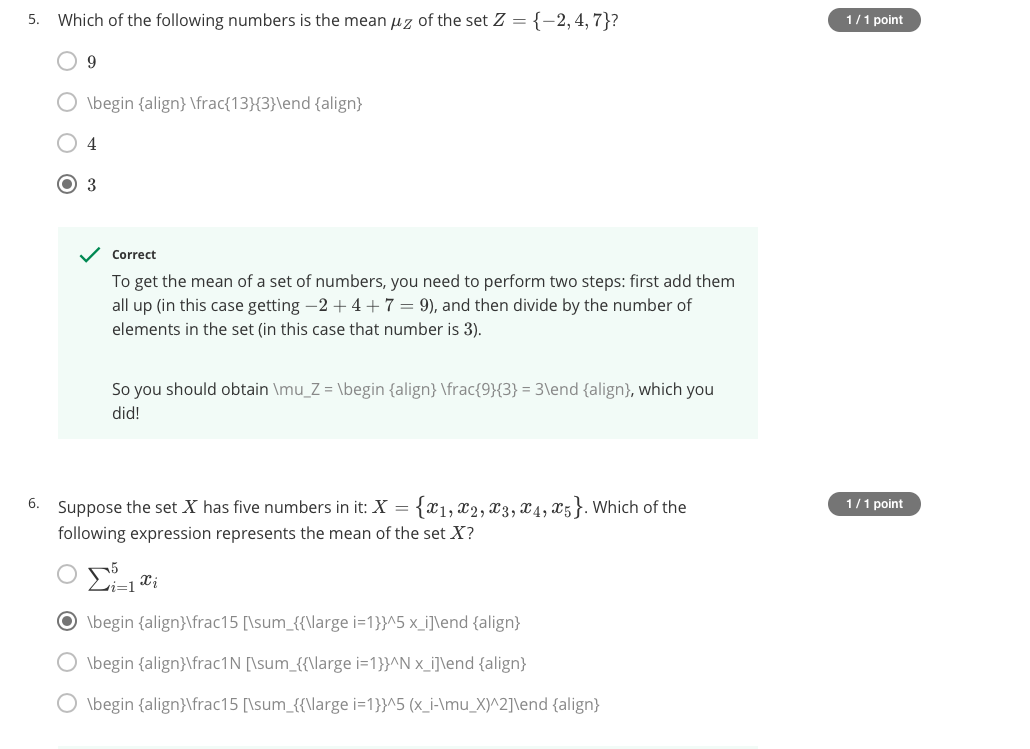 5. Which of the following numbers is the mean μ_Z of the set Z = {−2, 4, 7}? 1 / 1 point
9
\begin {align} \frac{13}{3}\end {align}
4
3
Correct
To get the mean of a set of numbers, you need to perform two steps: first add them
all up (in this case getting −2 + 4 + 7 = 9), and then divide by the number of
elements in the set (in this case that number is 3).
So you should obtain \mu_Z = \begin {align} \frac{9}{3} = 3\end {align}, which you
did!
6. Suppose the set X has five numbers in it: X = {x₁, x₂, x₃, x₄, x₅}. Which of the 1 / 1 point
following expression represents the mean of the set X?
∑_{i=1}^5 x_i
\begin {align}\frac15 [\sum_{{\large i=1}}^5 x_i]\end {align}
\begin {align}\frac1N [\sum_{{\large i=1}}^N x_i]\end {align}
\begin {align}\frac15 [\sum_{{\large i=1}}^5 (x_i-\mu_X)^2]\end {align}